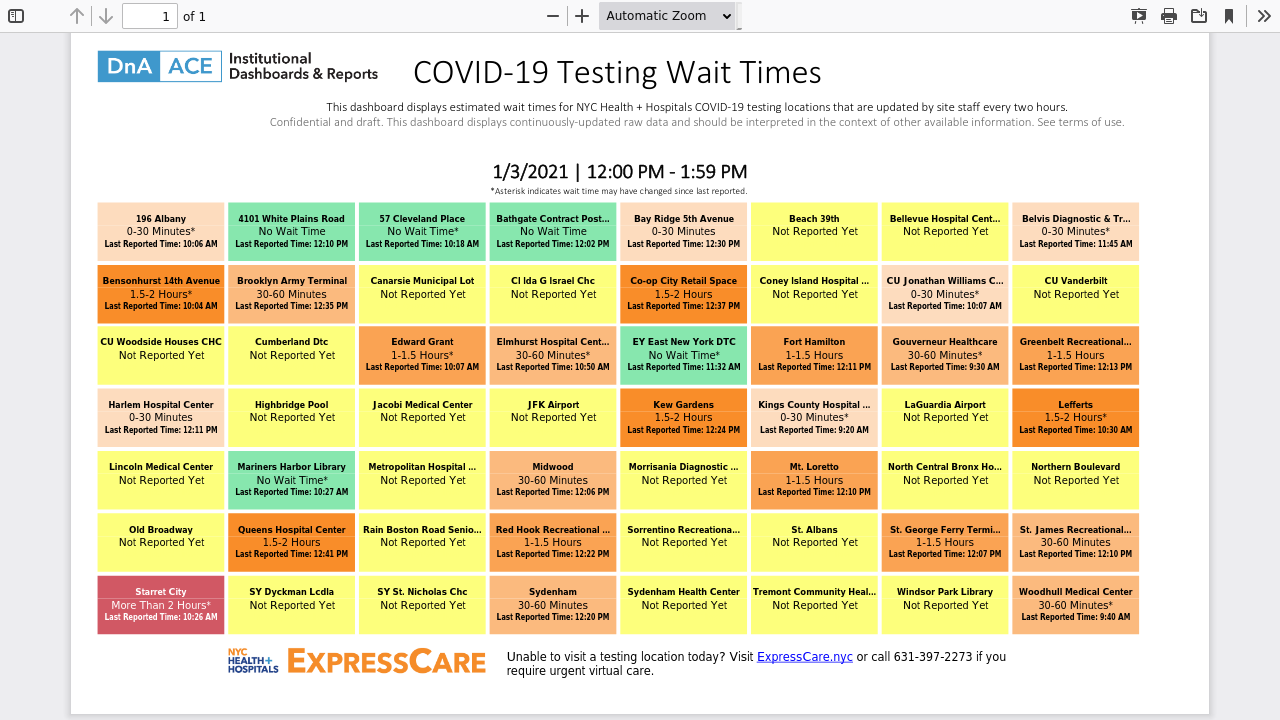 1
of 1
Automatic Zoom
DnA ACE
Institutional
Dashboards & Reports
COVID-19 Testing Wait Times
This dashboard displays estimated wait times for NYC Health + Hospitals COVID-19 testing locations that are updated by site staff every two hours.
Confidential and draft. This dashboard displays continuously-updated raw data and should be interpreted in the context of other available information. See terms of use.
1/3/2021 | 12:00 PM - 1:59 PM
*Asterisk indicates wait time may have changed since last reported.
196 Albany
0-30 Minutes*
Last Reported Time: 10:06 AM
4101 White Plains Road
No Wait Time
Last Reported Time: 12:10 PM
57 Cleveland Place
No Wait Time*
Last Reported Time: 10:18 AM
Bathgate Contract Post...
No Wait Time
Last Reported Time: 12:02 PM
Bay Ridge 5th Avenue
0-30 Minutes
Last Reported Time: 12:30 PM
Beach 39th
Not Reported Yet
Bellevue Hospital Cent...
Not Reported Yet
Belvis Diagnostic & Tr...
0-30 Minutes*
Last Reported Time: 11:45 AM
Bensonhurst 14th Avenue
1.5-2 Hours*
Last Reported Time: 10:04 AM
Brooklyn Army Terminal
30-60 Minutes
Last Reported Time: 12:35 PM
Canarsie Municipal Lot
Not Reported Yet
Cl Ida G Israel Chc
Not Reported Yet
Co-op City Retail Space
1.5-2 Hours
Last Reported Time: 12:37 PM
Coney Island Hospital ...
Not Reported Yet
CU Jonathan Williams C...
0-30 Minutes*
Last Reported Time: 10:07 AM
CU Vanderbilt
Not Reported Yet
CU Woodside Houses CHC
Not Reported Yet
Cumberland Dtc
Not Reported Yet
Edward Grant
1-1.5 Hours*
Last Reported Time: 10:07 AM
Elmhurst Hospital Cent...
30-60 Minutes*
Last Reported Time: 10:50 AM
EY East New York DTC
No Wait Time*
Last Reported Time: 11:32 AM
Fort Hamilton
1-1.5 Hours
Last Reported Time: 12:11 PM
Gouverneur Healthcare
30-60 Minutes*
Last Reported Time: 9:30 AM
Greenbelt Recreational...
1-1.5 Hours
Last Reported Time: 12:13 PM
Harlem Hospital Center
0-30 Minutes
Last Reported Time: 12:11 PM
Highbridge Pool
Not Reported Yet
Jacobi Medical Center
Not Reported Yet
JFK Airport
Not Reported Yet
Kew Gardens
1.5-2 Hours
Last Reported Time: 12:24 PM
Kings County Hospital ...
0-30 Minutes*
Last Reported Time: 9:20 AM
LaGuardia Airport
Not Reported Yet
Lefferts
1.5-2 Hours*
Last Reported Time: 10:30 AM
Lincoln Medical Center
Not Reported Yet
Mariners Harbor Library
No Wait Time*
Last Reported Time: 10:27 AM
Metropolitan Hospital ...
Not Reported Yet
Midwood
30-60 Minutes
Last Reported Time: 12:06 PM
Morrisania Diagnostic ...
Not Reported Yet
Mt. Loretto
1-1.5 Hours
Last Reported Time: 12:10 PM
North Central Bronx Ho...
Not Reported Yet
Northern Boulevard
Not Reported Yet
Old Broadway
Not Reported Yet
Queens Hospital Center
1.5-2 Hours
Last Reported Time: 12:41 PM
Rain Boston Road Senio...
Not Reported Yet
Red Hook Recreational ...
1-1.5 Hours
Last Reported Time: 12:22 PM
Sorrentino Recreationa...
Not Reported Yet
St. Albans
Not Reported Yet
St. George Ferry Termi...
1-1.5 Hours
Last Reported Time: 12:07 PM
St. James Recreational...
30-60 Minutes
Last Reported Time: 12:10 PM
Starret City
More Than 2 Hours*
Last Reported Time: 10:26 AM
SY Dyckman Lcdla
Not Reported Yet
SY St. Nicholas Chc
Not Reported Yet
Sydenham
30-60 Minutes
Last Reported Time: 12:20 PM
Sydenham Health Center
Not Reported Yet
Tremont Community Heal...
Not Reported Yet
Windsor Park Library
Not Reported Yet
Woodhull Medical Center
30-60 Minutes*
Last Reported Time: 9:40 AM
NYC
HEALTH+
HOSPITALS
EXPRESSCARE
Unable to visit a testing location today? Visit ExpressCare.nyc or call 631-397-2273 if you
require urgent virtual care.